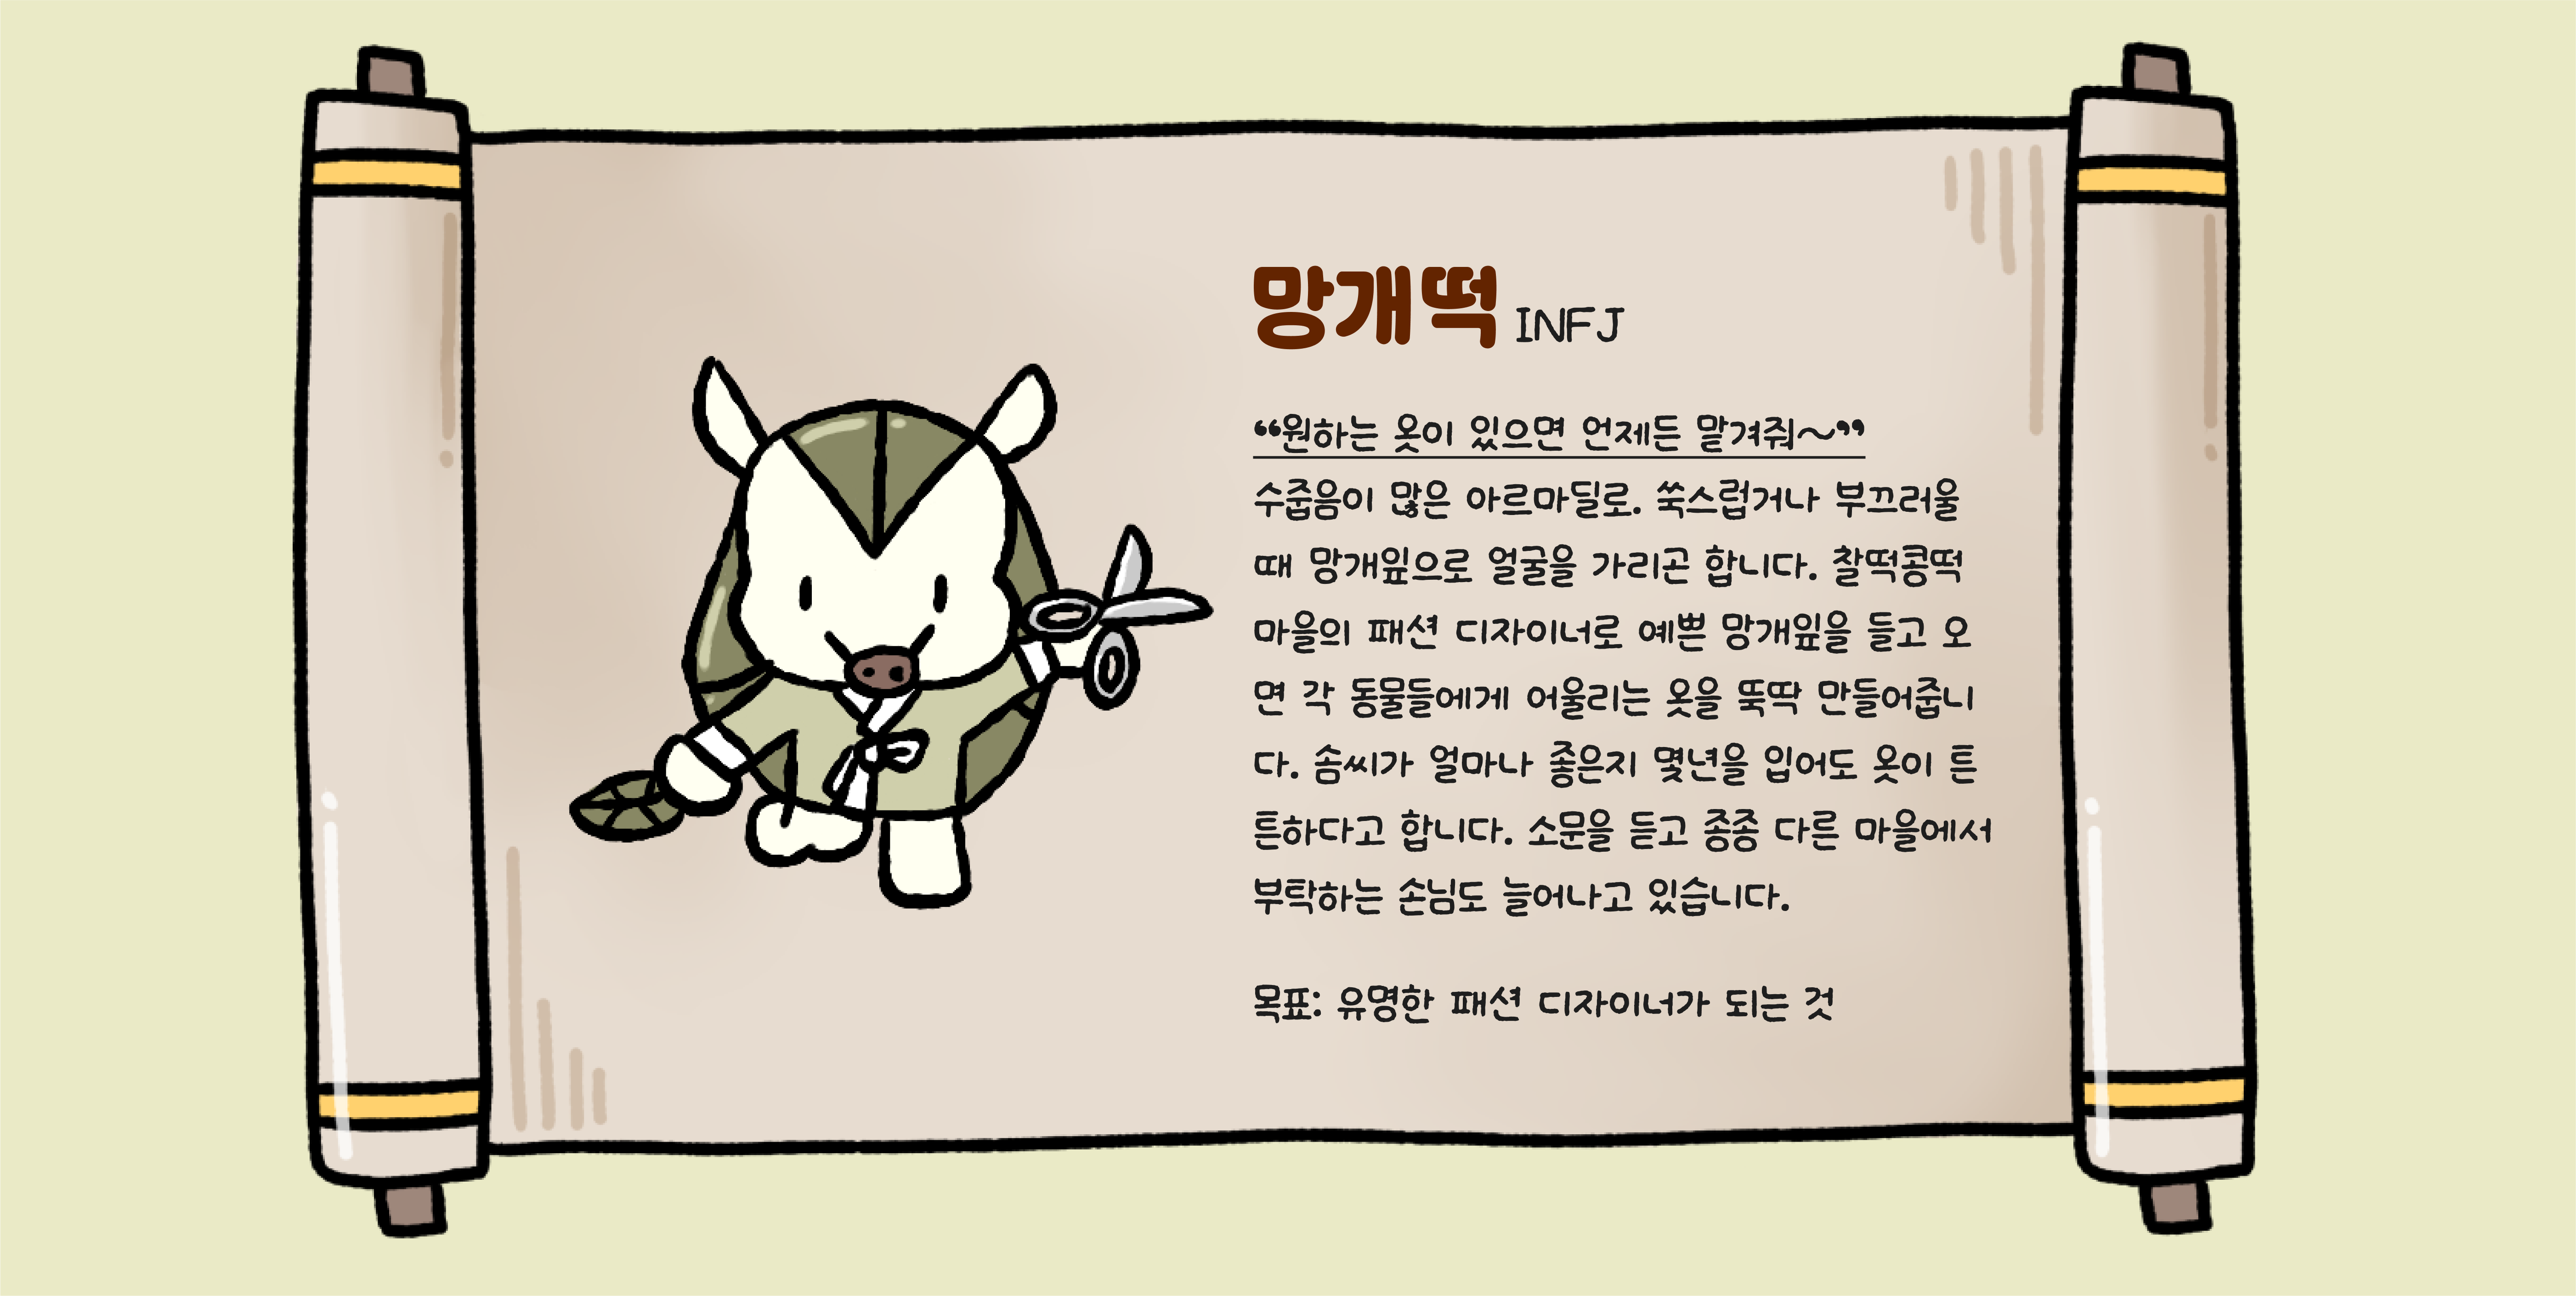 망개떡 INFJ
“원하는 옷이 있으면 언제든 맡겨줘~”
수줍음이 많은 아르마딜로. 쑥스럽거나 부끄러울
때 망개잎으로 얼굴을 가리곤 합니다. 찰떡콩떡
마을의 패션 디자이너로 예쁜 망개잎을 들고 오
면 각 동물들에게 어울리는 옷을 뚝딱 만들어줍니
다. 솜씨가 얼마나 좋은지 몇년을 입어도 옷이 튼
튼하다고 합니다. 소문을 듣고 종종 다른 마을에서
부탁하는 손님도 늘어나고 있습니다.
목표: 유명한 패션 디자이너가 되는 것